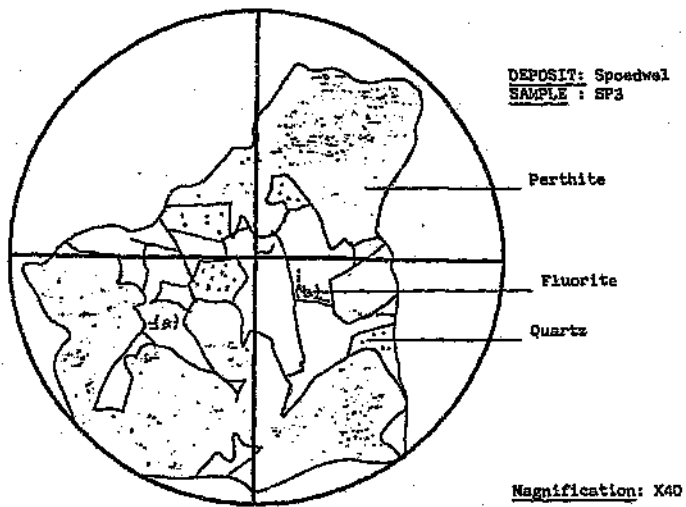 DEPOSIT: Spoedwel
SAMPLE : SP3
Perthite
Fluorite
(b)
Quartz
(a)
Magnification: X40